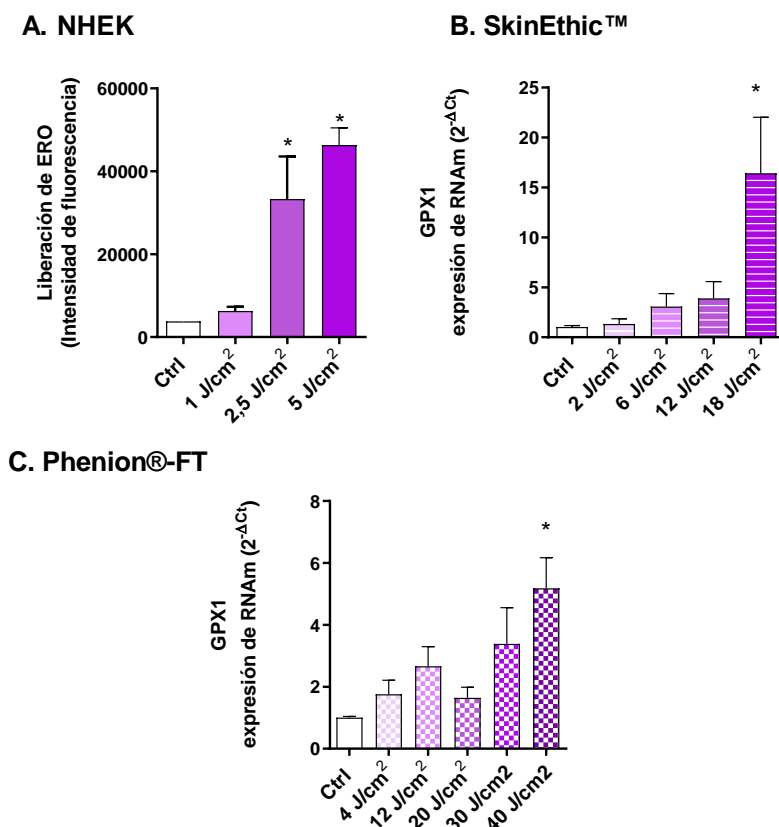 A. NHEK
B. SkinEthic™
Liberación de ERO
(Intensidad de fluorescencia)
60000
40000
20000
0
*
*
Ctrl
1 J/cm²
2,5 J/cm²
5 J/cm²
GPX1
expresión de RNAm (2^-ΔCt)
25
20
15
10
5
0
*
Ctrl
2 J/cm²
6 J/cm²
12 J/cm²
18 J/cm²
C. Phenion®-FT
GPX1
expresión de RNAm (2^-ΔCt)
8
6
4
2
0
*
Ctrl
4 J/cm²
12 J/cm²
20 J/cm²
30 J/cm2
40 J/cm2